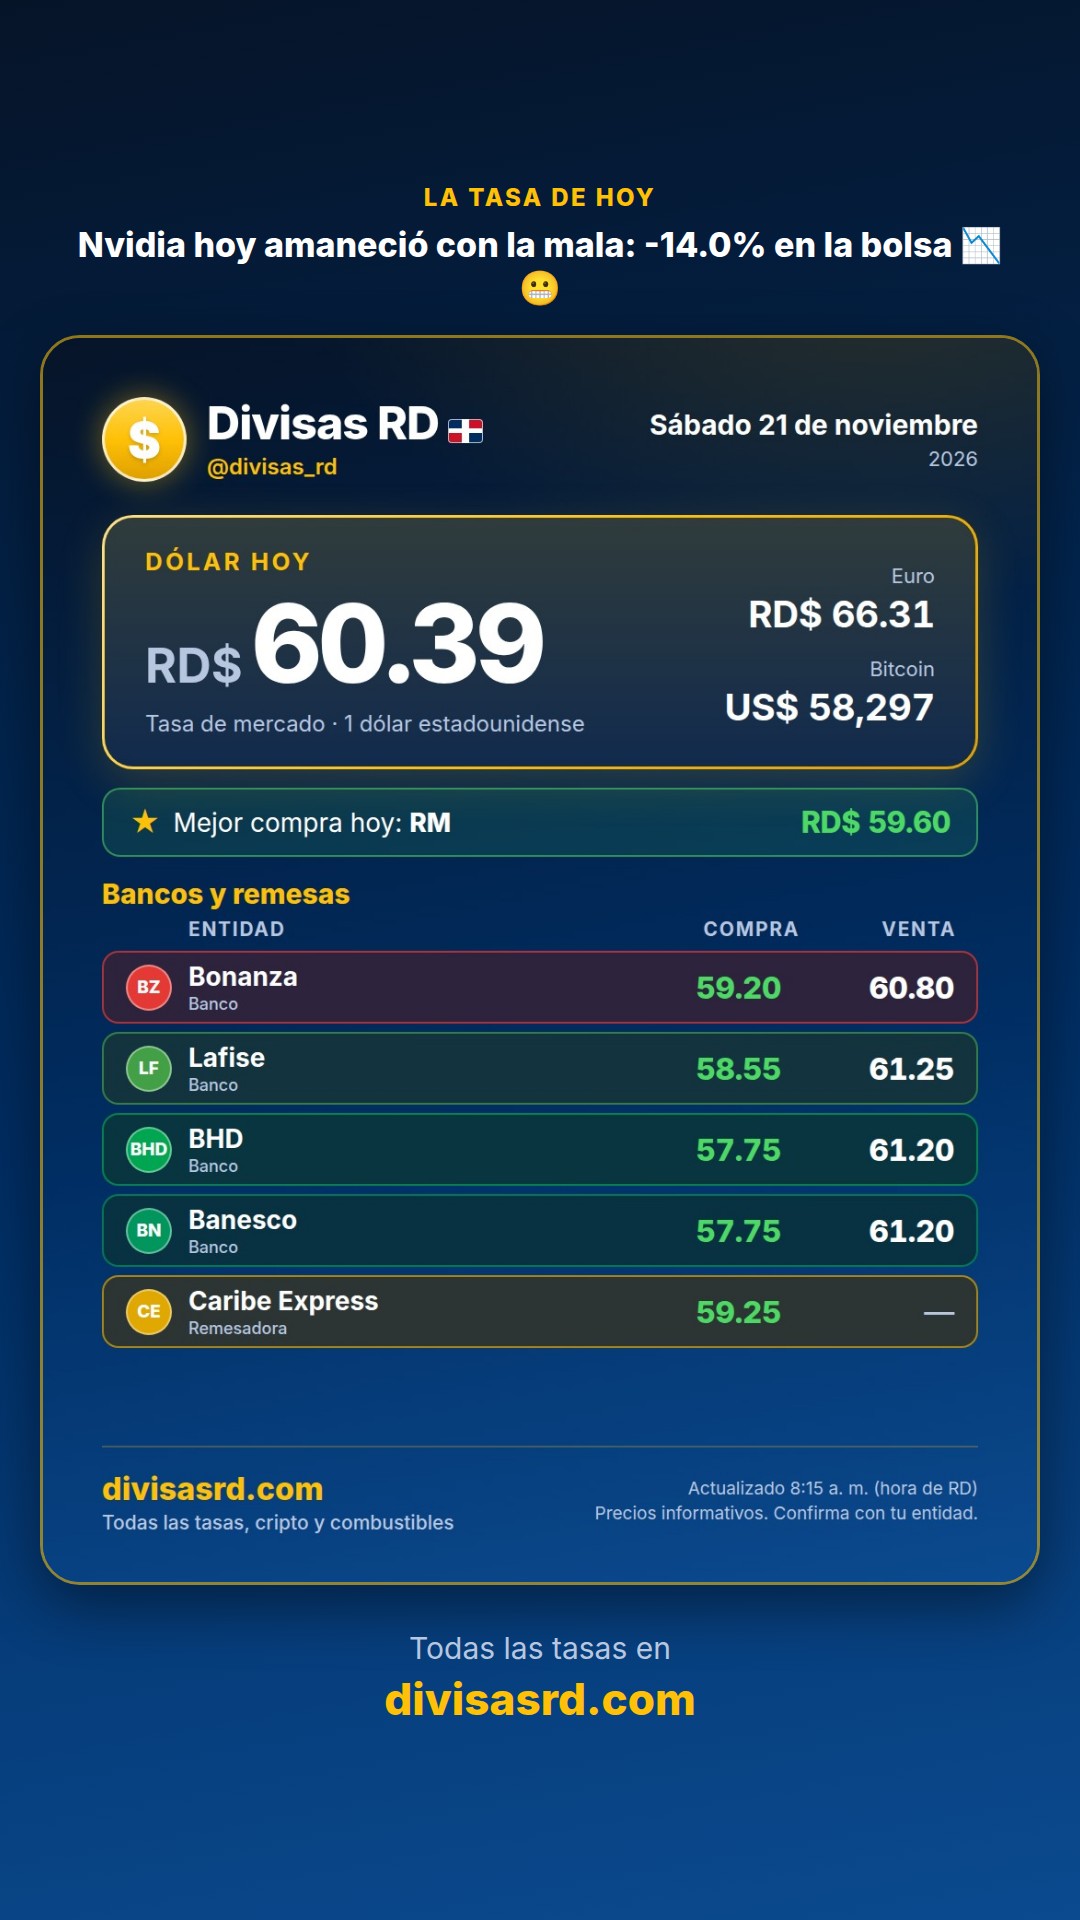 LA TASA DE HOY
Nvidia hoy amaneció con la mala: -14.0% en la bolsa 📉
😬
$
Divisas RD 🇩🇴
@divisas_rd
Sábado 21 de noviembre
2026
DÓLAR HOY
RD$ 60.39
Tasa de mercado · 1 dólar estadounidense
Euro
RD$ 66.31
Bitcoin
US$ 58,297
★ Mejor compra hoy: RM RD$ 59.60
Bancos y remesas
ENTIDAD COMPRA VENTA
BZ Bonanza 59.20 60.80
Banco
LF Lafise 58.55 61.25
Banco
BHD BHD 57.75 61.20
Banco
BN Banesco 57.75 61.20
Banco
CE Caribe Express 59.25 —
Remesadora
divisasrd.com
Todas las tasas, cripto y combustibles
Actualizado 8:15 a. m. (hora de RD)
Precios informativos. Confirma con tu entidad.
Todas las tasas en
divisasrd.com